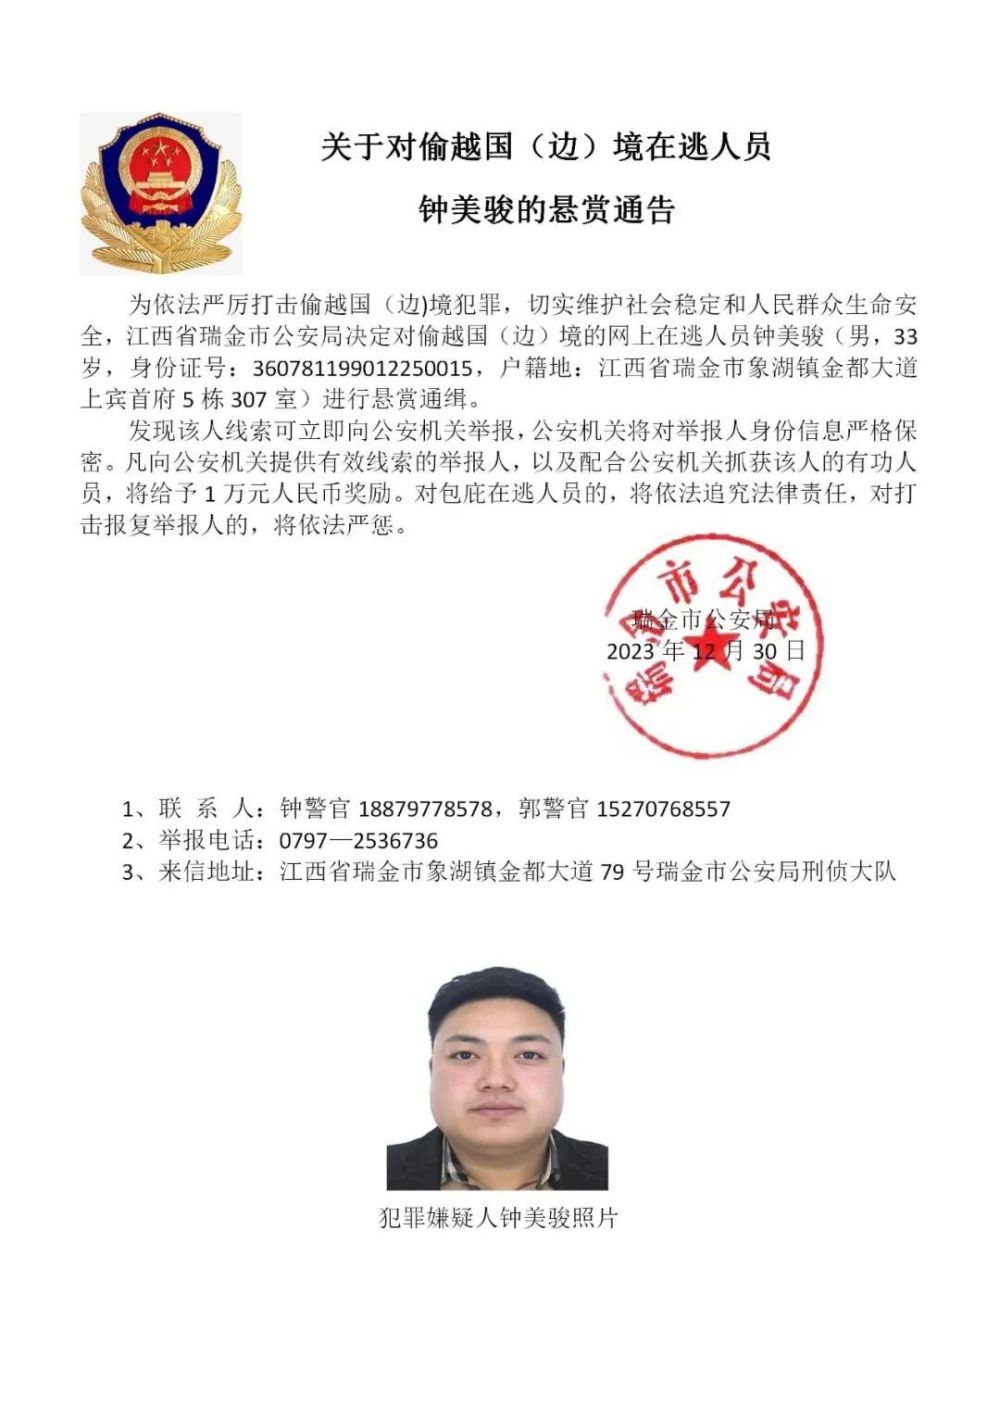 关于对偷越国（边）境在逃人员
钟美骏的悬赏通告
为依法严厉打击偷越国（边)境犯罪，切实维护社会稳定和人民群众生命安
全，江西省瑞金市公安局决定对偷越国（边）境的网上在逃人员钟美骏（男，33
岁，身份证号：360781199012250015，户籍地：江西省瑞金市象湖镇金都大道
上宾首府 5 栋 307 室）进行悬赏通缉。
发现该人线索可立即向公安机关举报，公安机关将对举报人身份信息严格保
密。凡向公安机关提供有效线索的举报人，以及配合公安机关抓获该人的有功人
员，将给予 1 万元人民币奖励。对包庇在逃人员的，将依法追究法律责任，对打
击报复举报人的，将依法严惩。
瑞金市公安局
瑞金市公安局
2023 年 12 月 30 日
1、联 系 人：钟警官 18879778578，郭警官 15270768557
2、举报电话：0797—2536736
3、来信地址：江西省瑞金市象湖镇金都大道 79 号瑞金市公安局刑侦大队
犯罪嫌疑人钟美骏照片